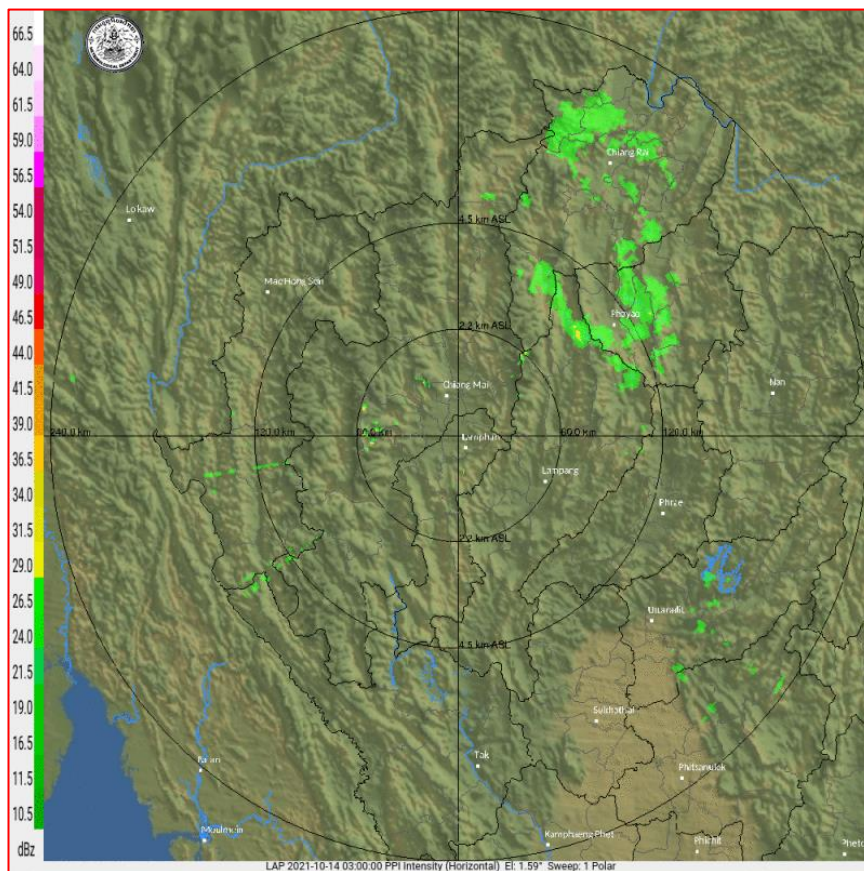 66.5
64.0
61.5
59.0
56.5
54.0
51.5
49.0
46.5
44.0
41.5
39.0
36.5
34.0
31.5
29.0
26.5
24.0
21.5
19.0
16.5
11.5
10.5
dBz
Chiang Rai
Lo kaw
4.5 km ASL
Mae Hong Son
Phayao
2.2 km ASL
Chiang Mai
Nan
240.0 km
120.0 km
60.0 km
120.0 km
Lamphun
Lampang
Phrae
2.2 km ASL
Uttaradit
4.5 km ASL
Sukhothai
Tak
Pa-an
Phitsanulok
Moulmein
Kamphaeng Phet
Phichit
Phetc
LAP 2021-10-14 03:00:00 PPI Intensity (Horizontal) El: 1.59° Sweep: 1 Polar